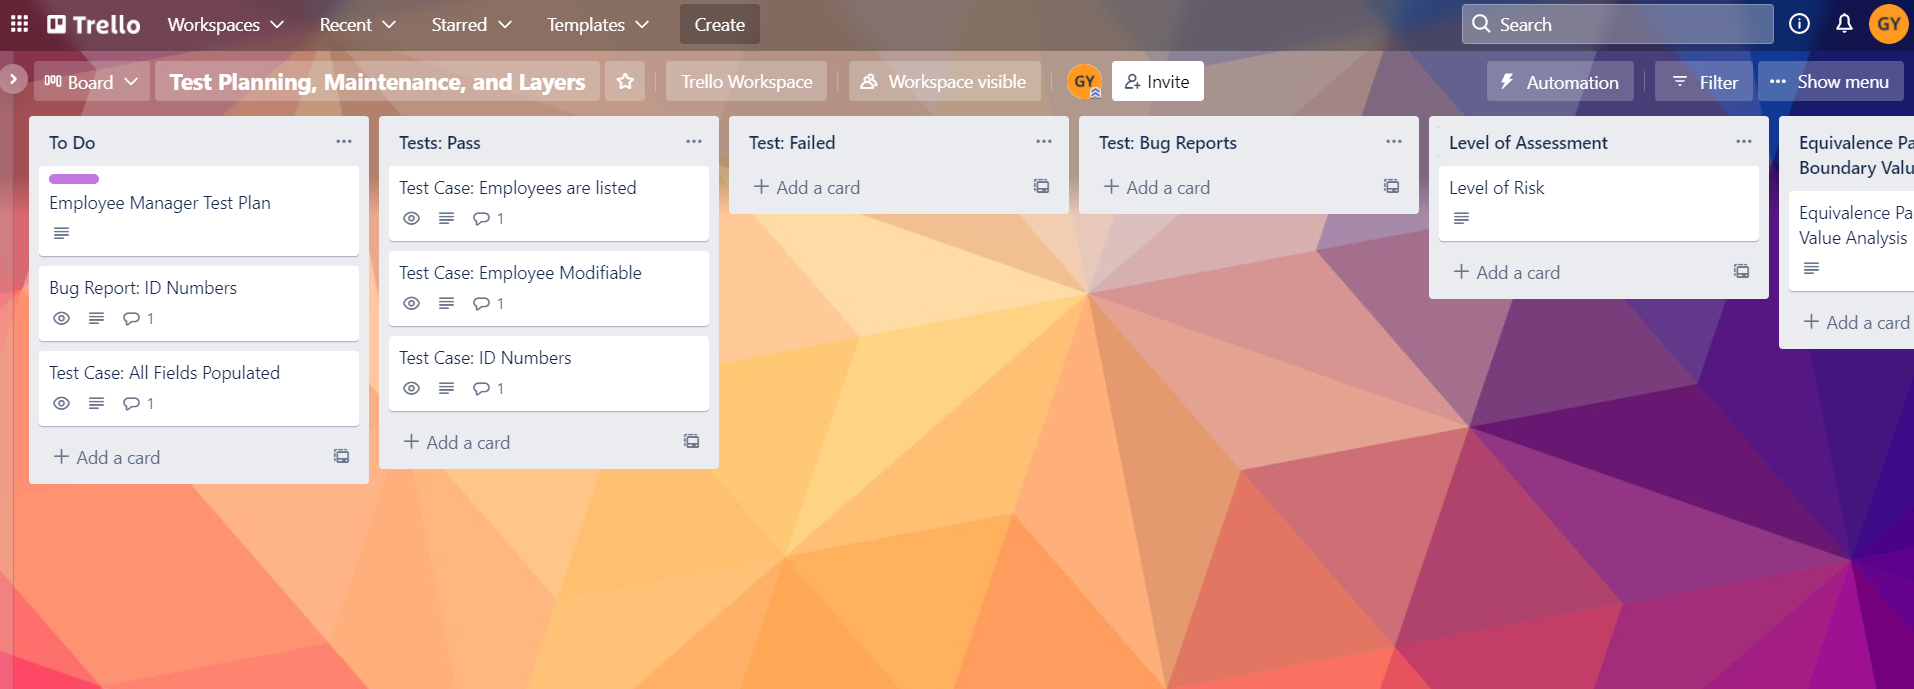 Trello
Workspaces
Recent
Starred
Templates
Create
Search
GY
Board
Test Planning, Maintenance, and Layers
Trello Workspace
Workspace visible
GY
Invite
Automation
Filter
Show menu
To Do
Employee Manager Test Plan
Bug Report: ID Numbers
1
Test Case: All Fields Populated
1
Add a card
Tests: Pass
Test Case: Employees are listed
1
Test Case: Employee Modifiable
1
Test Case: ID Numbers
1
Add a card
Test: Failed
Add a card
Test: Bug Reports
Add a card
Level of Assessment
Level of Risk
Add a card
Equivalence Pa
Boundary Valu
Equivalence Pa
Value Analysis
Add a card